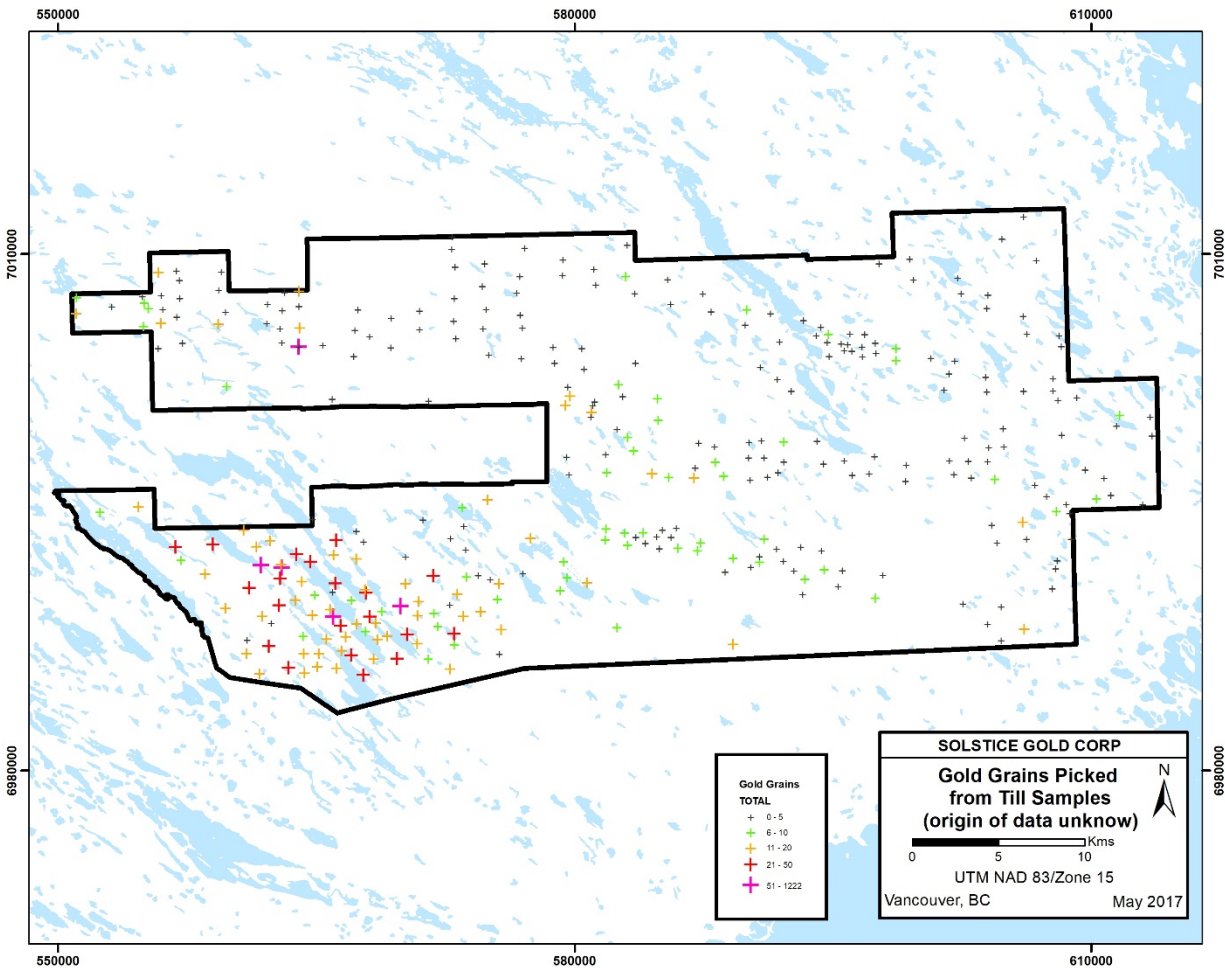 550000
580000
610000
7010000
7010000
6980000
6980000
Gold Grains
TOTAL
0 - 5
6 - 10
11 - 20
21 - 50
51 - 1222
SOLSTICE GOLD CORP
Gold Grains Picked
from Till Samples
(origin of data unknow)
N
Kms
0 5 10
UTM NAD 83/Zone 15
Vancouver, BC May 2017
550000
580000
610000